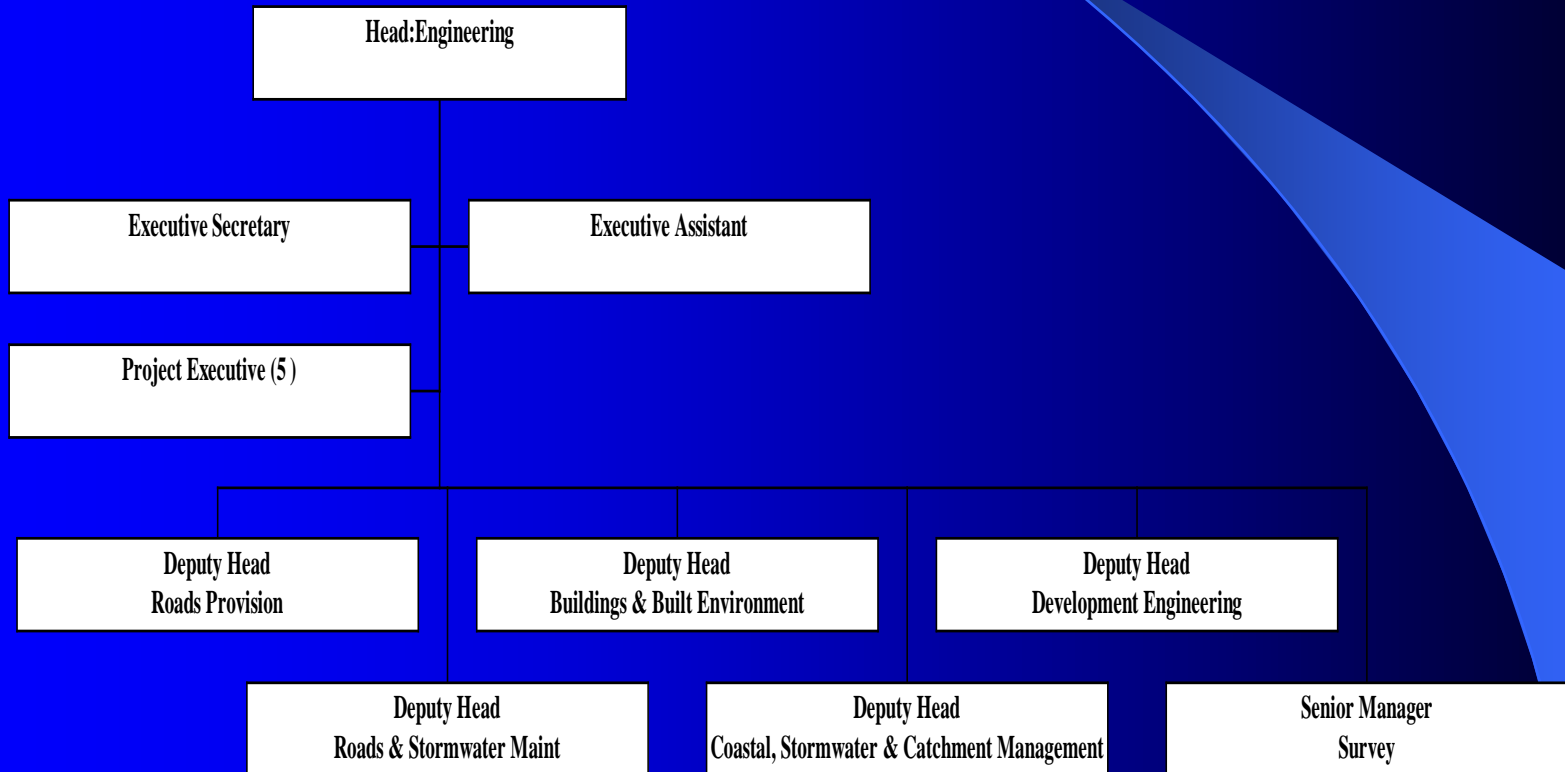 Head:Engineering
Executive Secretary
Executive Assistant
Project Executive (5 )
Deputy Head
Roads Provision
Deputy Head
Buildings & Built Environment
Deputy Head
Development Engineering
Deputy Head
Roads & Stormwater Maint
Deputy Head
Coastal, Stormwater & Catchment Management
Senior Manager
Survey